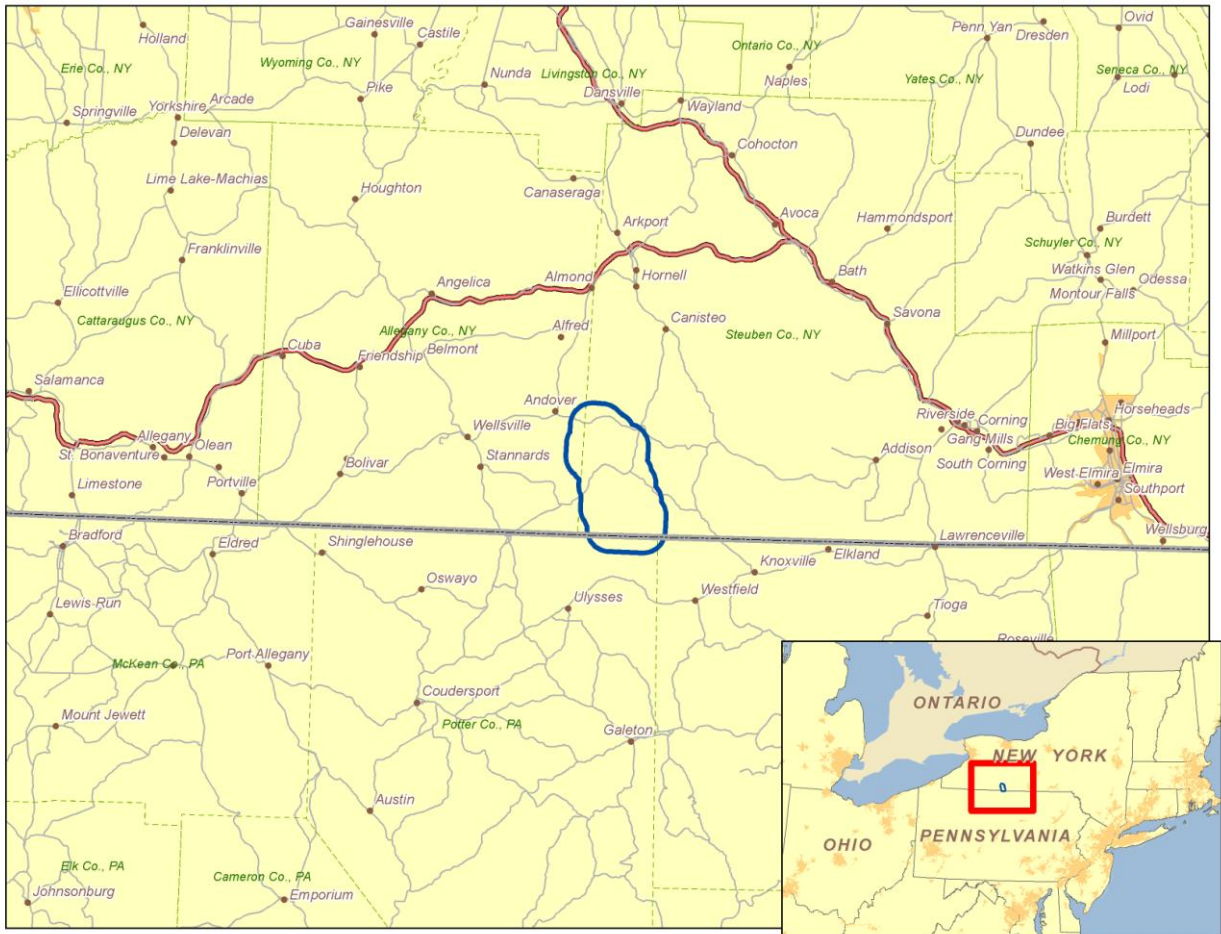 Holland
Gainesville
Castile
Penn Yan
Ovid
Dresden
Erie Co., NY
Wyoming Co., NY
Nunda
Livingston Co., NY
Ontario Co., NY
Naples
Yates Co., NY
Seneca Co., NY
Lodi
Pike
Dansville
Wayland
Springville
Yorkshire
Arcade
Delevan
Cohocton
Dundee
Lime Lake-Machias
Houghton
Canaseraga
Arkport
Avoca
Hammondsport
Burdett
Franklinville
Schuyler Co., NY
Watkins Glen
Odessa
Montour Falls
Ellicottville
Angelica
Almond
Hornell
Bath
Cattaraugus Co., NY
Allegany Co., NY
Alfred
Canisteo
Steuben Co., NY
Savona
Millport
Cuba
Friendship
Belmont
Salamanca
Andover
Riverside
Corning
Horseheads
Big Flats
Allegany
Olean
Wellsville
Gang Mills
Chemung Co., NY
St. Bonaventure
Stannards
Addison
South Corning
Bolivar
West Elmira
Elmira
Limestone
Portville
Southport
Bradford
Eldred
Shinglehouse
Knoxville
Elkland
Lawrenceville
Wellsburg
Oswayo
Westfield
Lewis Run
Ulysses
Tioga
Roseville
McKean Co., PA
Port Allegany
Coudersport
Mount Jewett
Potter Co., PA
Galeton
Austin
Elk Co., PA
Cameron Co., PA
Johnsonburg
Emporium
ONTARIO
NEW YORK
PENNSYLVANIA
OHIO